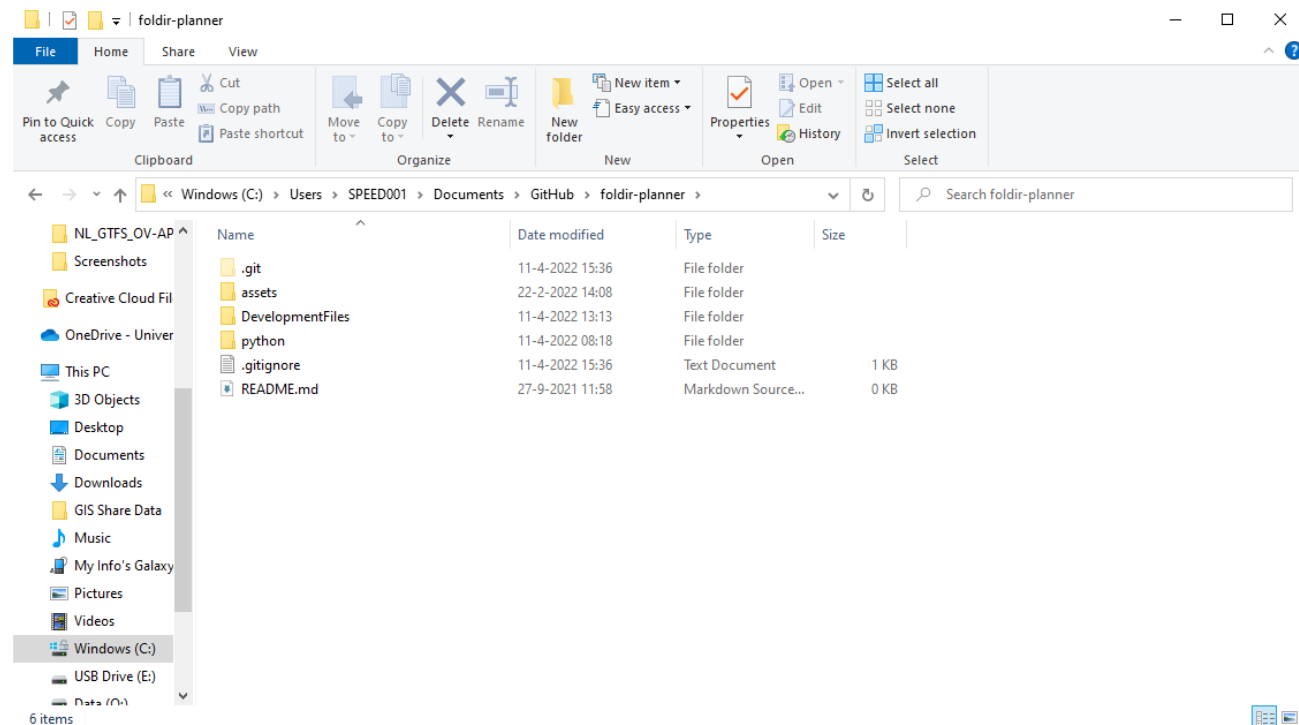 foldir-planner
File Home Share View
Pin to Quick access
Copy
Paste
Cut
Copy path
Paste shortcut
Clipboard
Move to
Copy to
Delete
Rename
Organize
New folder
New item
Easy access
New
Properties
Open
Edit
History
Open
Select all
Select none
Invert selection
Select
« Windows (C:) › Users › SPEED001 › Documents › GitHub › foldir-planner ›
Search foldir-planner
NL_GTFS_OV-AP
Screenshots
Creative Cloud Fil
OneDrive - Univer
This PC
3D Objects
Desktop
Documents
Downloads
GIS Share Data
Music
My Info's Galaxy
Pictures
Videos
Windows (C:)
USB Drive (E:)
Name Date modified Type Size
.git 11-4-2022 15:36 File folder
assets 22-2-2022 14:08 File folder
DevelopmentFiles 11-4-2022 13:13 File folder
python 11-4-2022 08:18 File folder
.gitignore 11-4-2022 15:36 Text Document 1 KB
README.md 27-9-2021 11:58 Markdown Source... 0 KB
6 items